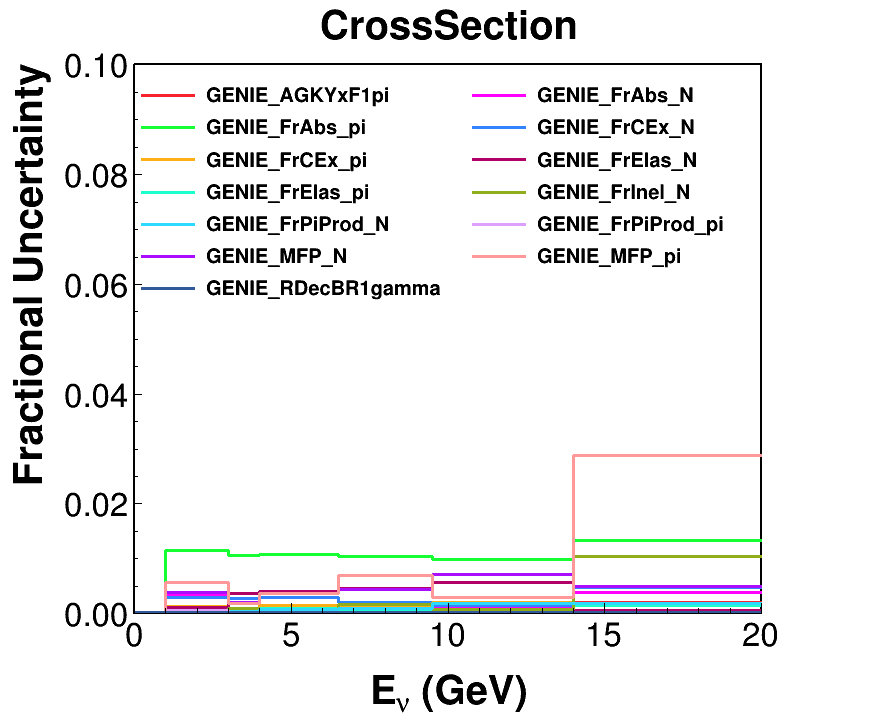 CrossSection
Fractional Uncertainty
0.10
0.08
0.06
0.04
0.02
0.00
GENIE_AGKYxF1pi
GENIE_FrAbs_pi
GENIE_FrCEx_pi
GENIE_FrElas_pi
GENIE_FrPiProd_N
GENIE_MFP_N
GENIE_RDecBR1gamma
GENIE_FrAbs_N
GENIE_FrCEx_N
GENIE_FrElas_N
GENIE_FrInel_N
GENIE_FrPiProd_pi
GENIE_MFP_pi
0 5 10 15 20
Eν (GeV)